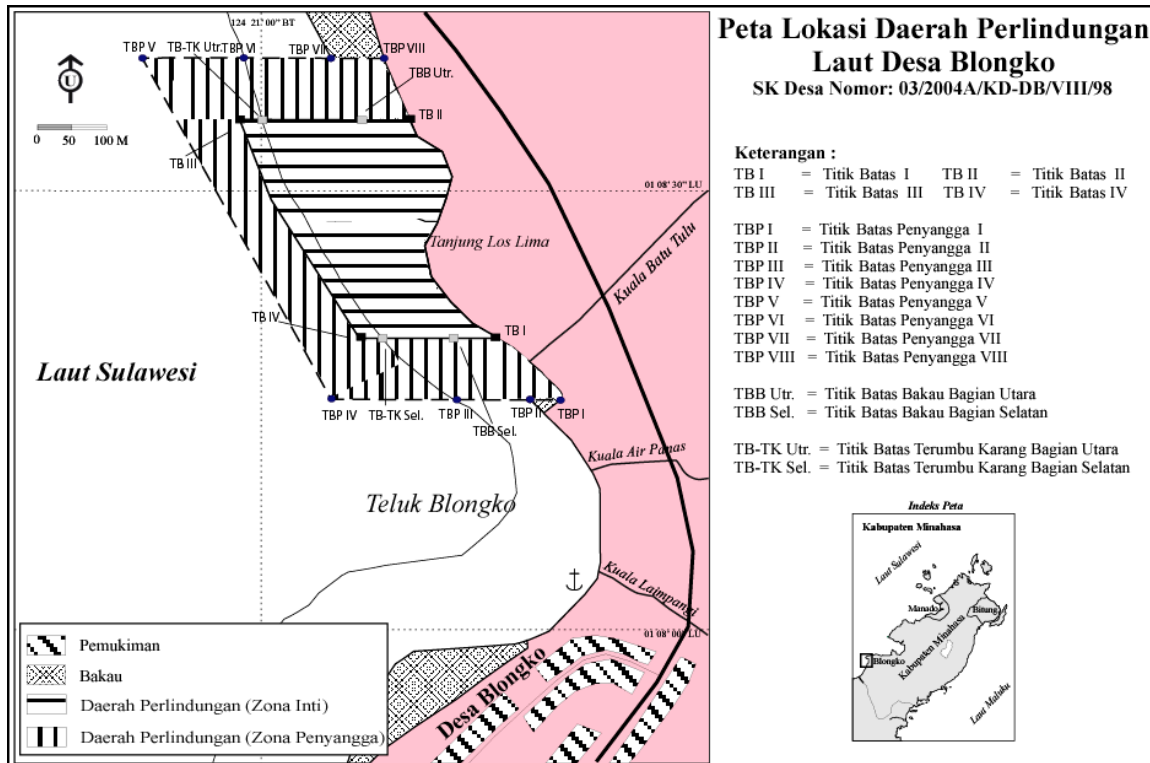 Peta Lokasi Daerah Perlindungan
Laut Desa Blongko
SK Desa Nomor: 03/2004A/KD-DB/VIII/98
124 21' 00" BT
TBP V
TB-TK Utr.
TBP VI
TBP VII
TBP VIII
TBB Utr.
U
0 50 100 M
TB II
TB III
01 08' 30" LU
Tanjung Los Lima
Kuala Batu Tulu
TB IV
TB I
Laut Sulawesi
TBP IV
TB-TK Sel.
TBP III
TBB Sel.
TBP II
TBP I
Kuala Air Panas
Teluk Blongko
Kuala Laimpangi
01 08' 00" LU
Desa Blongko
Pemukiman
Bakau
Daerah Perlindungan (Zona Inti)
Daerah Perlindungan (Zona Penyangga)
Keterangan :
TB I = Titik Batas I TB II = Titik Batas II
TB III = Titik Batas III TB IV = Titik Batas IV
TBP I = Titik Batas Penyangga I
TBP II = Titik Batas Penyangga II
TBP III = Titik Batas Penyangga III
TBP IV = Titik Batas Penyangga IV
TBP V = Titik Batas Penyangga V
TBP VI = Titik Batas Penyangga VI
TBP VII = Titik Batas Penyangga VII
TBP VIII = Titik Batas Penyangga VIII
TBB Utr. = Titik Batas Bakau Bagian Utara
TBB Sel. = Titik Batas Bakau Bagian Selatan
TB-TK Utr. = Titik Batas Terumbu Karang Bagian Utara
TB-TK Sel. = Titik Batas Terumbu Karang Bagian Selatan
Indeks Peta
Kabupaten Minahasa
Laut Sulawesi
Manado
Bitung
Kabupaten Minahasa
Blongko
Laut Maluku